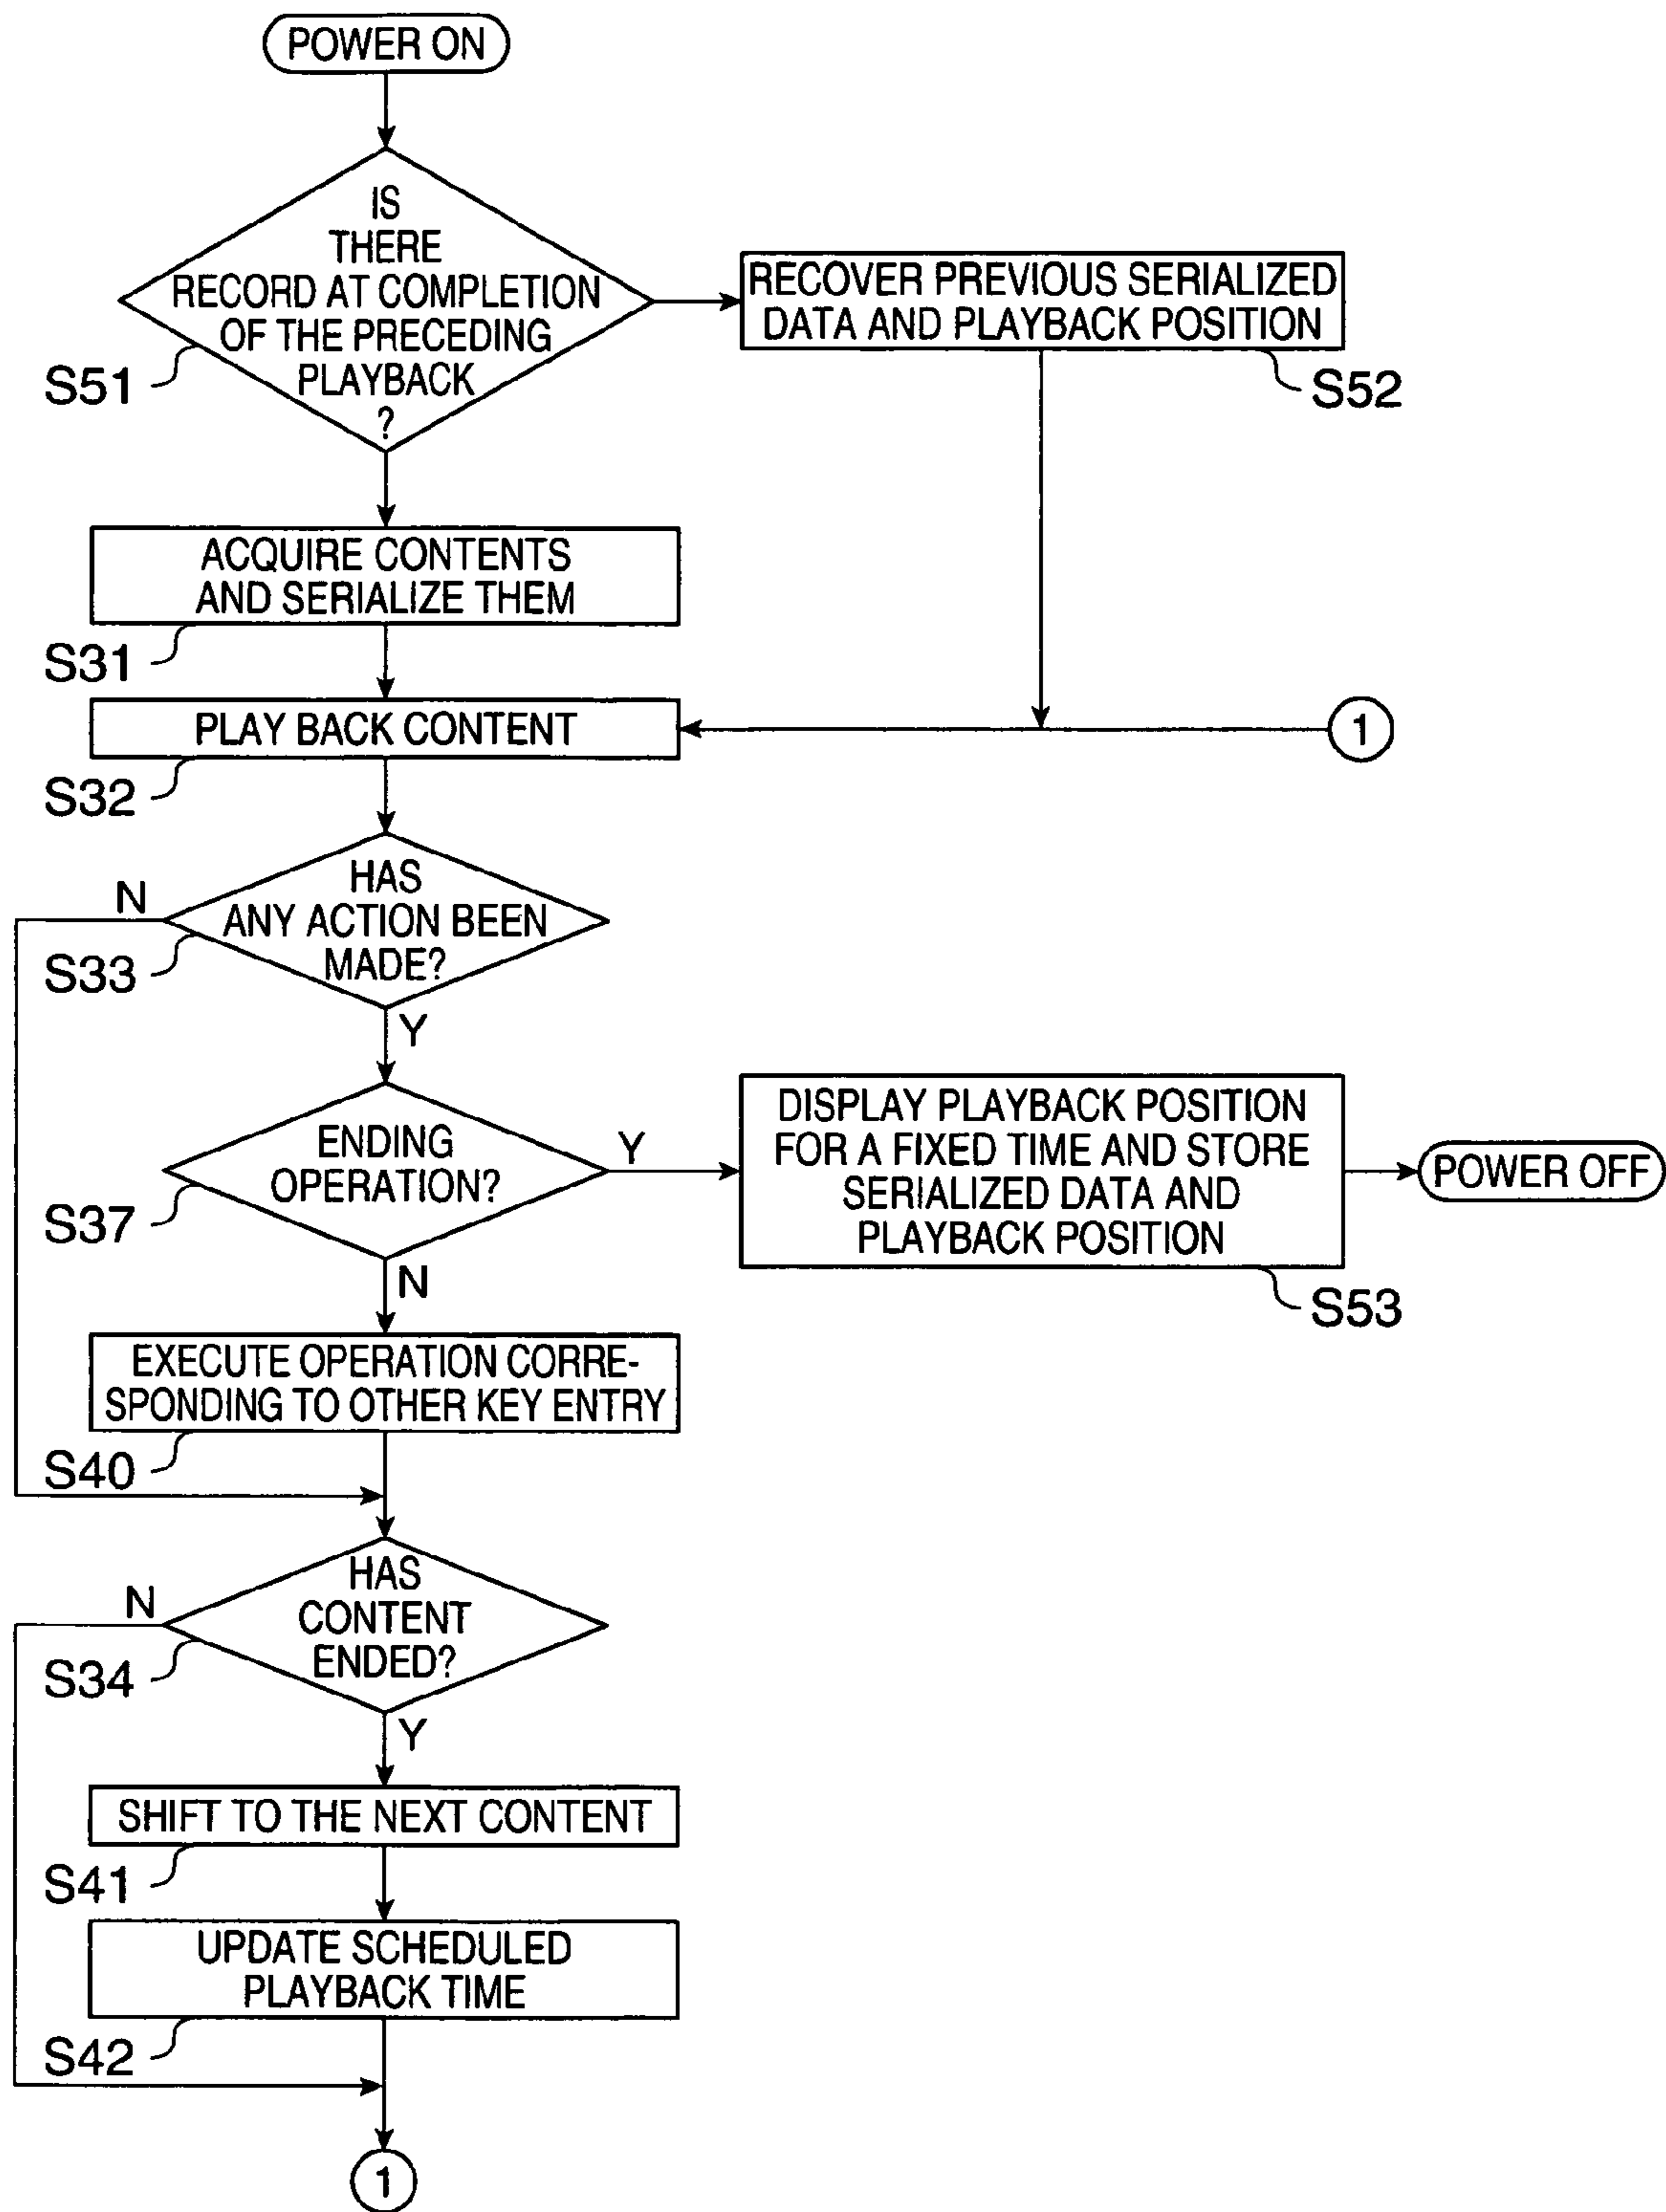 POWER ON
IS
THERE
RECORD AT COMPLETION
OF THE PRECEDING
PLAYBACK
?
S51
RECOVER PREVIOUS SERIALIZED
DATA AND PLAYBACK POSITION
S52
ACQUIRE CONTENTS
AND SERIALIZE THEM
S31
PLAY BACK CONTENT
1
S32
HAS
ANY ACTION BEEN
MADE?
N
S33
Y
ENDING
OPERATION?
Y
S37
N
DISPLAY PLAYBACK POSITION
FOR A FIXED TIME AND STORE
SERIALIZED DATA AND
PLAYBACK POSITION
S53
POWER OFF
EXECUTE OPERATION CORRE-
SPONDING TO OTHER KEY ENTRY
S40
HAS
CONTENT
ENDED?
N
S34
Y
SHIFT TO THE NEXT CONTENT
S41
UPDATE SCHEDULED
PLAYBACK TIME
S42
1